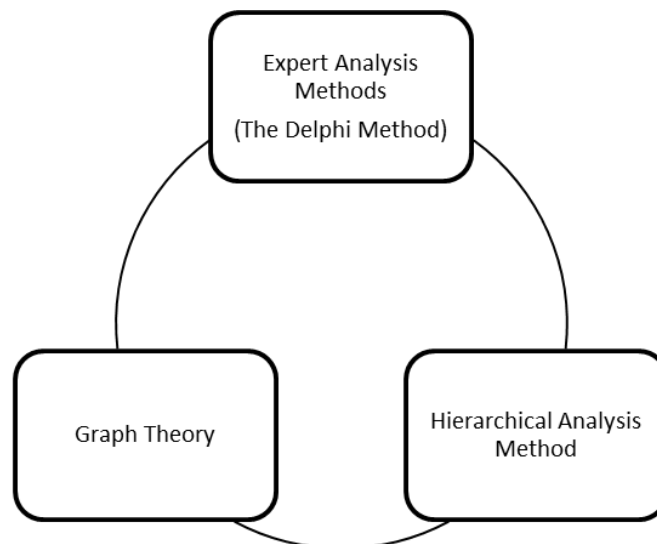 Expert Analysis
Methods
(The Delphi Method)
Graph Theory
Hierarchical Analysis
Method